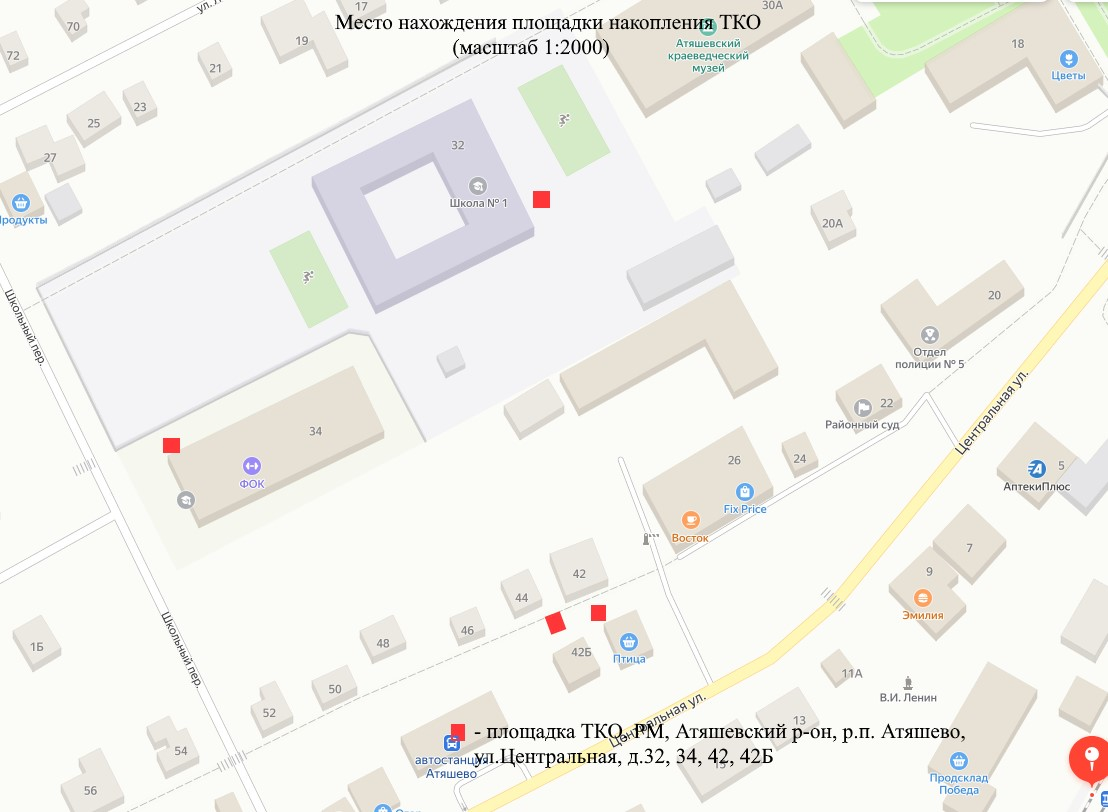 Место нахождения площадки накопления ТКО
(масштаб 1:2000)
17
30А
70
72
19
21
Атяшевский
краеведческий
музей
18
Цветы
23
25
27
32
Школа № 1
Продукты
20А
Школьный пер.
20
Отдел
полиции № 5
Центральная ул.
22
Районный суд
34
ФОК
26
24
Fix Price
Восток
5
АптекиПлюс
7
9
Эмилия
42
44
46
48
42Б
Птица
1Б
Школьный пер.
50
52
54
56
11А
В.И. Ленин
13
15
Центральная ул.
- площадка ТКО, РМ, Атяшевский р-он, р.п. Атяшево,
ул.Центральная, д.32, 34, 42, 42Б
автостанция
Атяшево
Продсклад
Победа